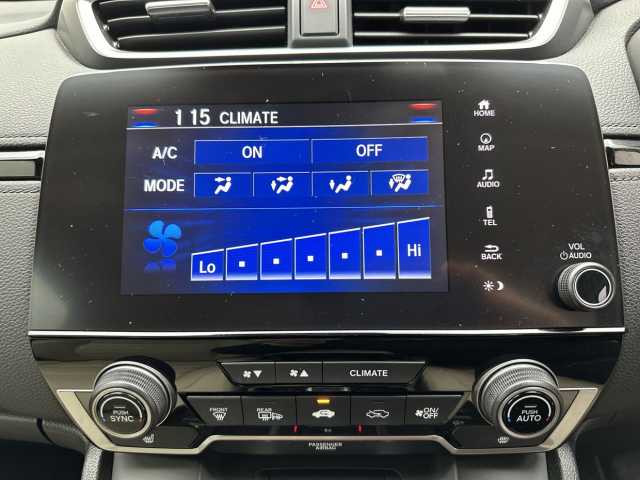 1 15 CLIMATE
A/C ON OFF
MODE
Lo Hi
HOME
MAP
AUDIO
TEL
BACK
VOL
AUDIO
CLIMATE
PUSH
SYNC
FRONT REAR ON/
OFF
PUSH
AUTO
PASSENGER
AIRBAG